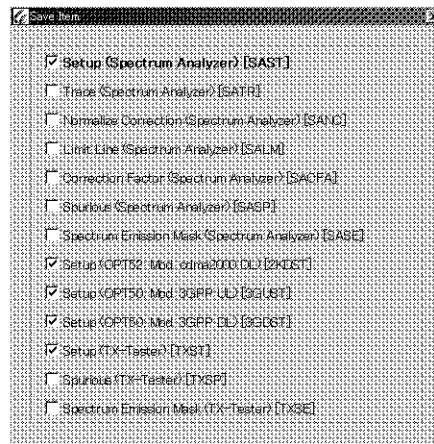 Save Item
Setup (Spectrum Analyzer) [SAST]
Trace (Spectrum Analyzer) [SATR]
Normalize Correction (Spectrum Analyzer) [SANC]
Limit Line (Spectrum Analyzer) [SALM]
Correction Factor (Spectrum Analyzer) [SACFA]
Spurious (Spectrum Analyzer) [SASP]
Spectrum Emission Mask (Spectrum Analyzer) [SASE]
Setup (OPT52: Mod. cdma2000 DL) [2KDST]
Setup (OPT50: Mod. 3GPP UL) [3GUST]
Setup (OPT50: Mod. 3GPP DL) [3GDST]
Setup (TX-Tester) [TXST]
Spurious (TX-Tester) [TXSP]
Spectrum Emission Mask (TX-Tester) [TXSE]